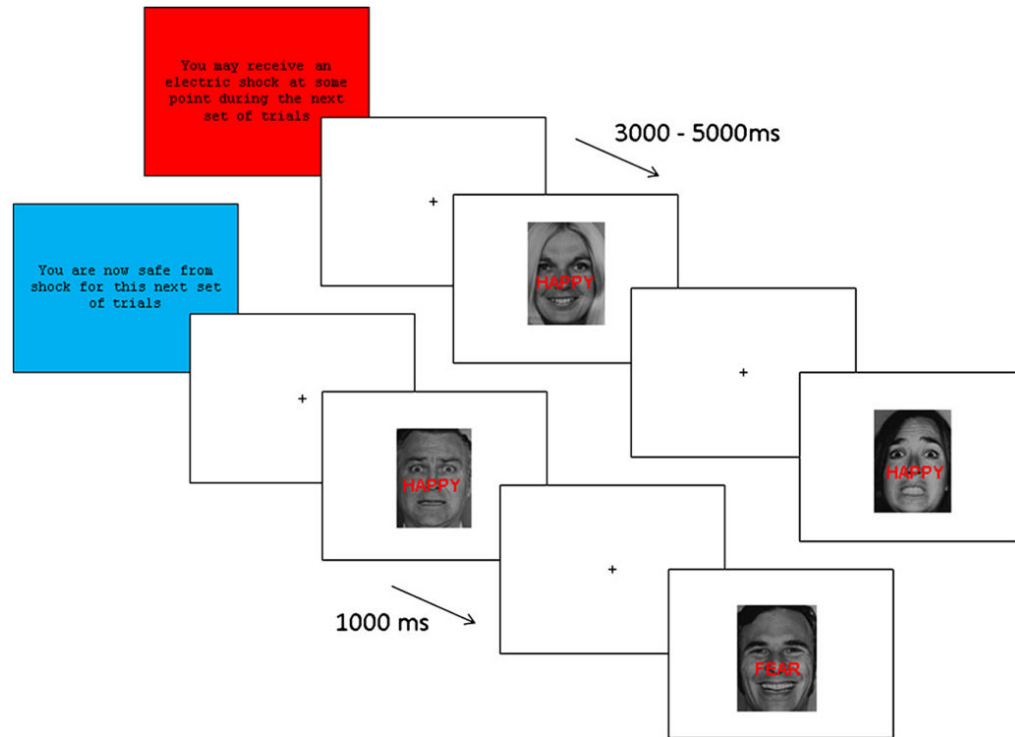 You may receive an
electric shock at some
point during the next
set of trials
3000 - 5000ms
+
HAPPY
+
HAPPY
You are now safe from
shock for this next set
of trials
+
HAPPY
1000 ms
+
FEAR